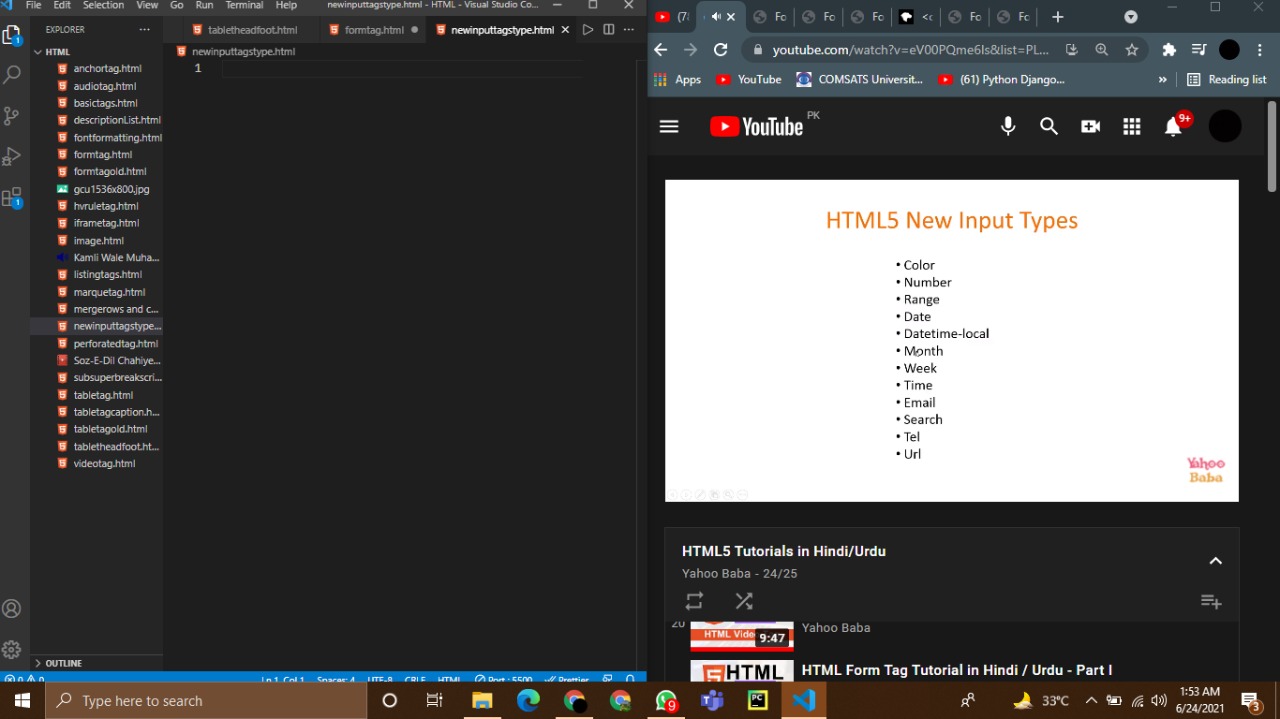 File Edit Selection View Go Run Terminal Help newinputtagstype.html - HTML - Visual Studio Co...
EXPLORER
tabletheadfoot.html formtag.html newinputtagstype.html
HTML
newinputtagstype.html
1
anchortag.html
audiotag.html
basictags.html
descriptionList.html
fontformatting.html
formtag.html
formtagold.html
gcu1536x800.jpg
hvruletag.html
iframetag.html
image.html
Kamli Wale Muha...
listingtags.html
marquetag.html
mergerows and c...
newinputtagstype...
perforatedtag.html
Soz-E-Dil Chahiye...
subsuperbreakscri...
tabletag.html
tabletagcaption.h...
tabletagold.html
tabletheadfoot.ht...
videotag.html
OUTLINE
0 0 Ln 1, Col 1 Spaces: 4 UTF-8 CRLF HTML Port : 5500 Prettier
youtube.com/watch?v=eV00PQme6Is&list=PL...
Apps YouTube COMSATS Universit... (61) Python Django... » Reading list
YouTube PK
9+
HTML5 New Input Types
• Color
• Number
• Range
• Date
• Datetime-local
• Month
• Week
• Time
• Email
• Search
• Tel
• Url
Yahoo
Baba
HTML5 Tutorials in Hindi/Urdu
Yahoo Baba - 24/25
20
HTML Vide
9:47
Yahoo Baba
HTML
HTML Form Tag Tutorial in Hindi / Urdu - Part I
Type here to search
9
33°C
1:53 AM
6/24/2021
3